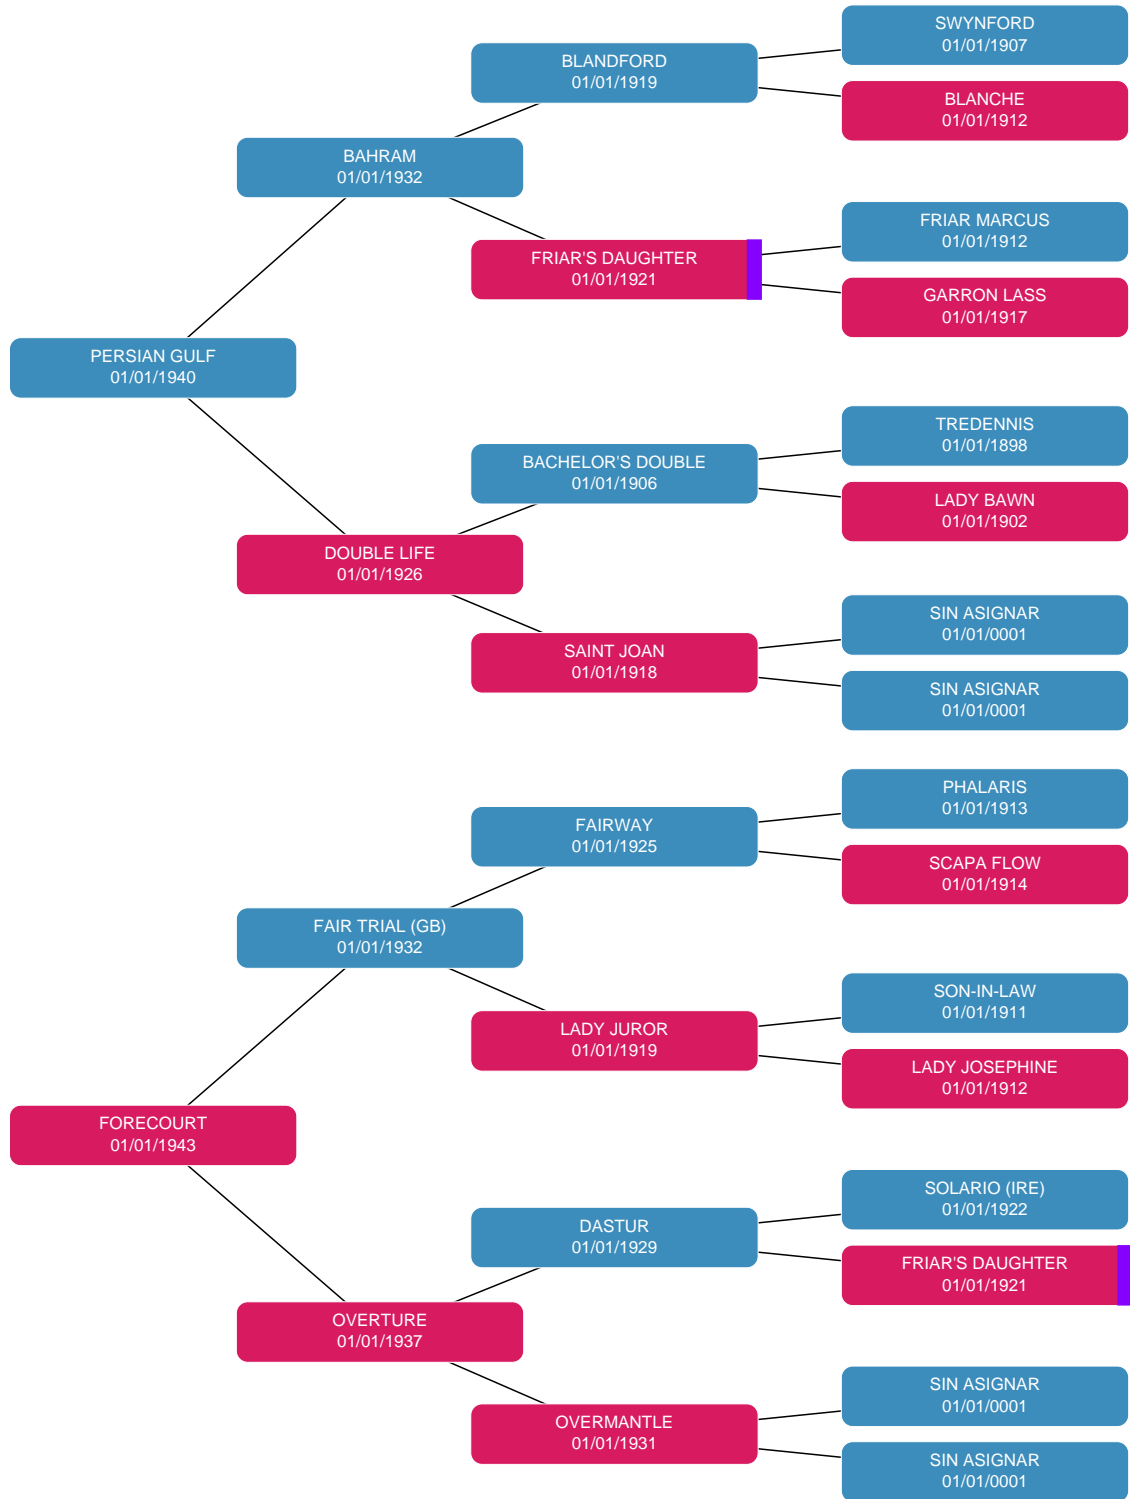 SWYNFORD
01/01/1907
BLANDFORD
01/01/1919
BLANCHE
01/01/1912
BAHRAM
01/01/1932
FRIAR MARCUS
01/01/1912
FRIAR'S DAUGHTER
01/01/1921
GARRON LASS
01/01/1917
PERSIAN GULF
01/01/1940
TREDENNIS
01/01/1898
BACHELOR'S DOUBLE
01/01/1906
LADY BAWN
01/01/1902
DOUBLE LIFE
01/01/1926
SIN ASIGNAR
01/01/0001
SAINT JOAN
01/01/1918
SIN ASIGNAR
01/01/0001
PHALARIS
01/01/1913
FAIRWAY
01/01/1925
SCAPA FLOW
01/01/1914
FAIR TRIAL (GB)
01/01/1932
SON-IN-LAW
01/01/1911
LADY JUROR
01/01/1919
LADY JOSEPHINE
01/01/1912
FORECOURT
01/01/1943
SOLARIO (IRE)
01/01/1922
DASTUR
01/01/1929
FRIAR'S DAUGHTER
01/01/1921
OVERTURE
01/01/1937
SIN ASIGNAR
01/01/0001
OVERMANTLE
01/01/1931
SIN ASIGNAR
01/01/0001